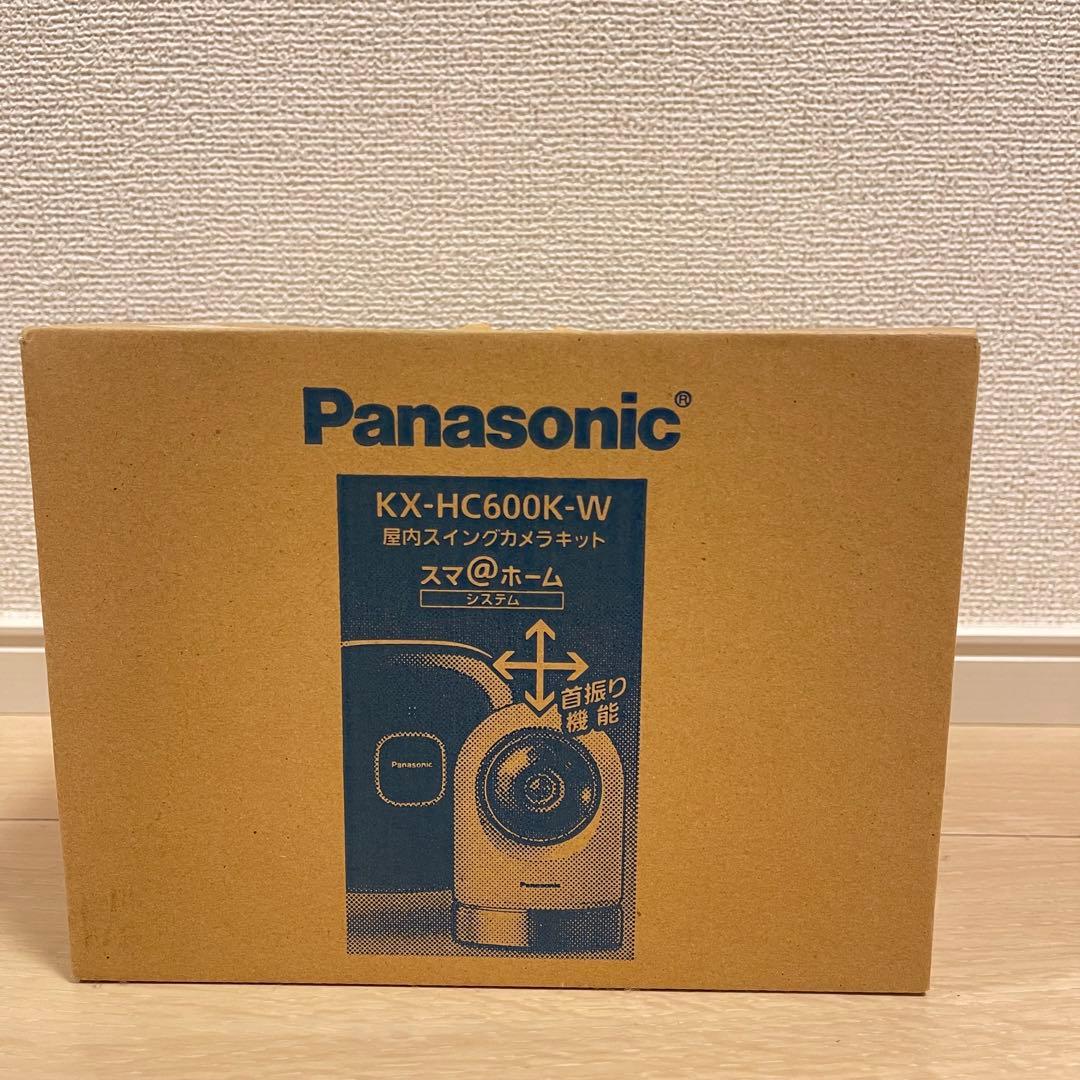 Panasonic®
KX-HC600K-W
屋内スイングカメラキット
スマ@ホーム
システム
首振り
機能
Panasonic
Panasonic